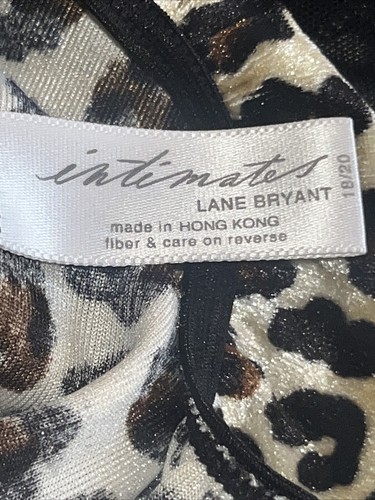 intimates
LANE BRYANT
made in HONG KONG
fiber & care on reverse
18/20